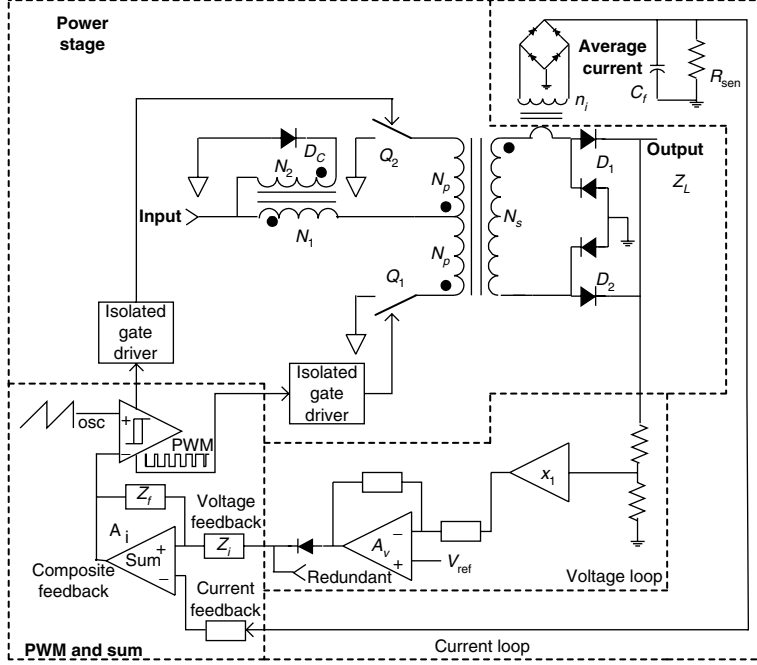 Power
stage
Average
current
C_f
R_sen
n_i
D_C
N_2
Q_2
N_p
D_1
Output
Z_L
Input
N_1
N_s
N_p
Q_1
D_2
Isolated
gate
driver
Isolated
gate
driver
osc
+
−
PWM
Z_f
Voltage
feedback
x_1
A_i
+
Sum
−
Z_i
A_v
−
+
V_ref
Redundant
Voltage loop
Composite
feedback
Current
feedback
PWM and sum
Current loop